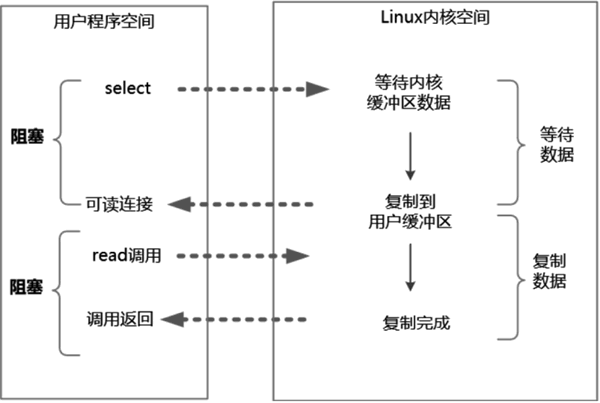 用户程序空间
Linux内核空间
select
等待内核
缓冲区数据
阻塞
等待
数据
可读连接
复制到
用户缓冲区
read调用
阻塞
复制
数据
调用返回
复制完成